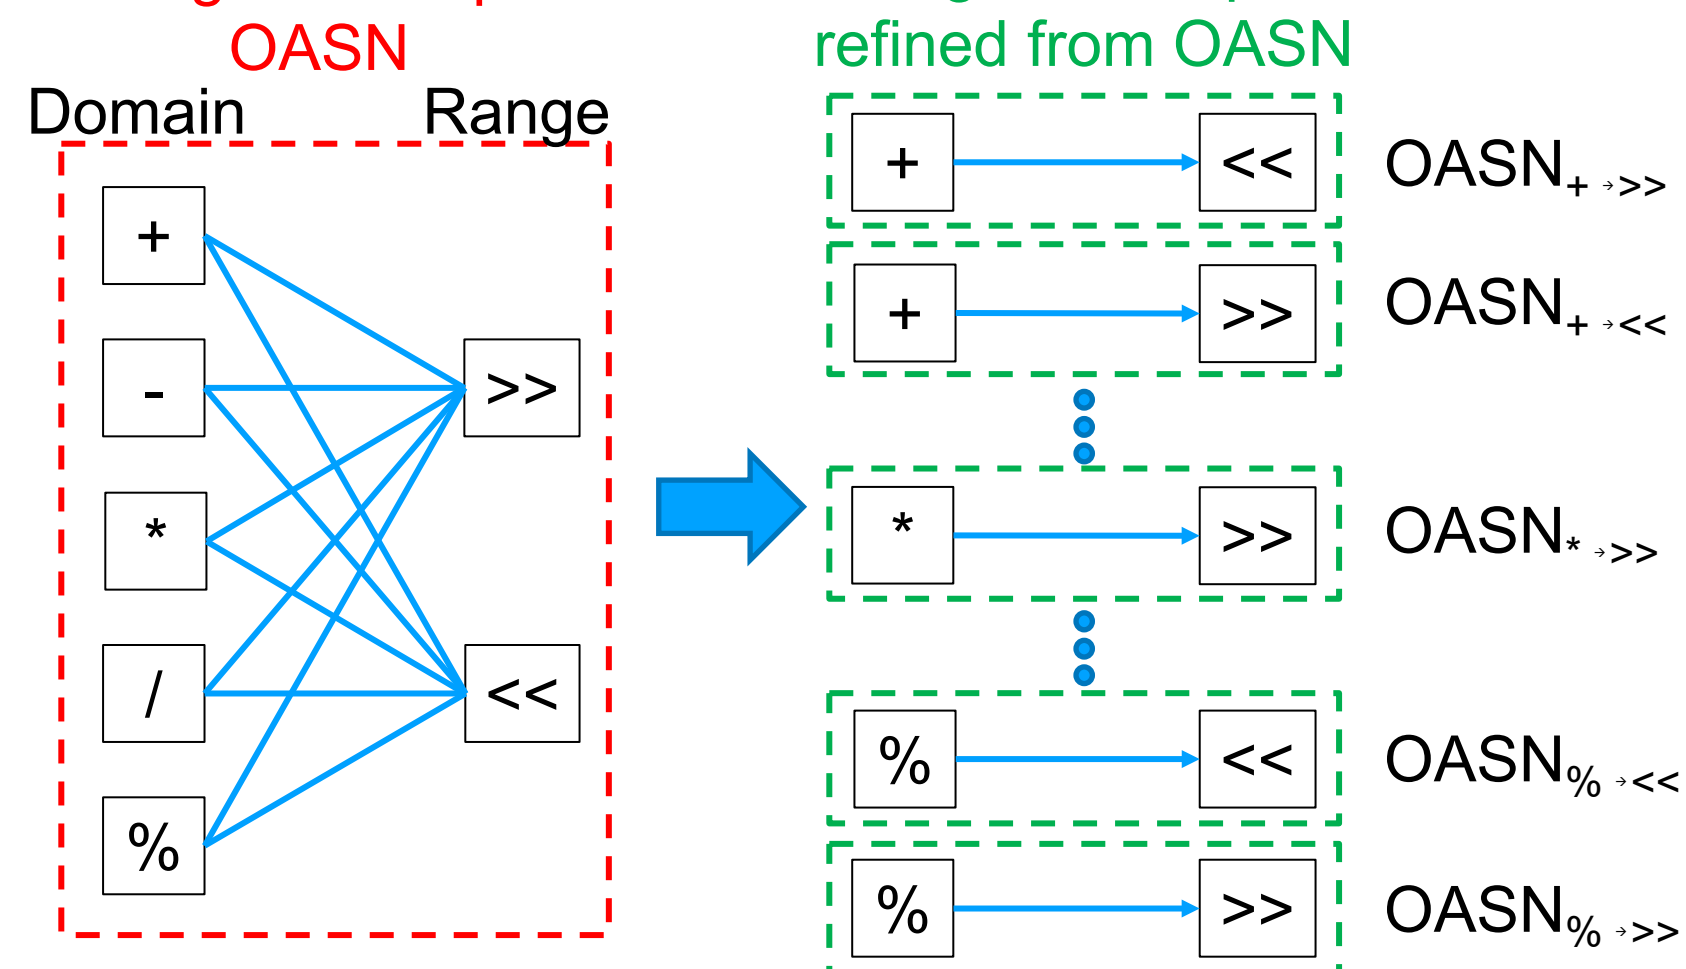 OASN
refined from OASN
Domain Range
+
-
*
/
%
>>
<<
+ << OASN+ →>>
+ >> OASN+ →<<
* >> OASN* →>>
% << OASN% →<<
% >> OASN% →>>